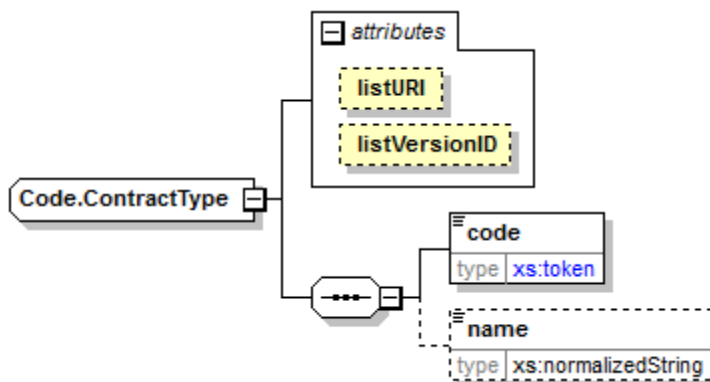 attributes
listURI
listVersionID
Code.ContractType
code
type xs:token
name
type xs:normalizedString